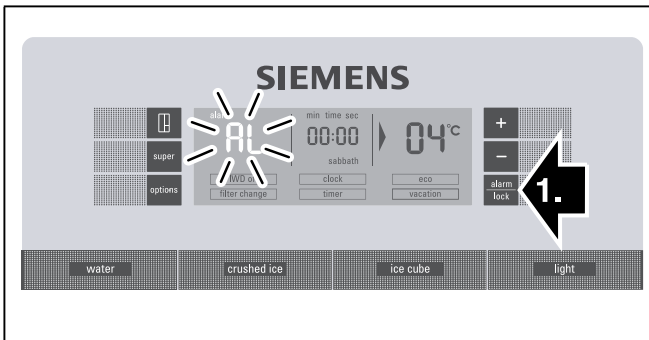 SIEMENS
min time sec
AL
00:00
04°C
sabbath
super
options
clock
eco
filter change
timer
vacation
+
–
alarm
lock
1.
water
crushed ice
ice cube
light